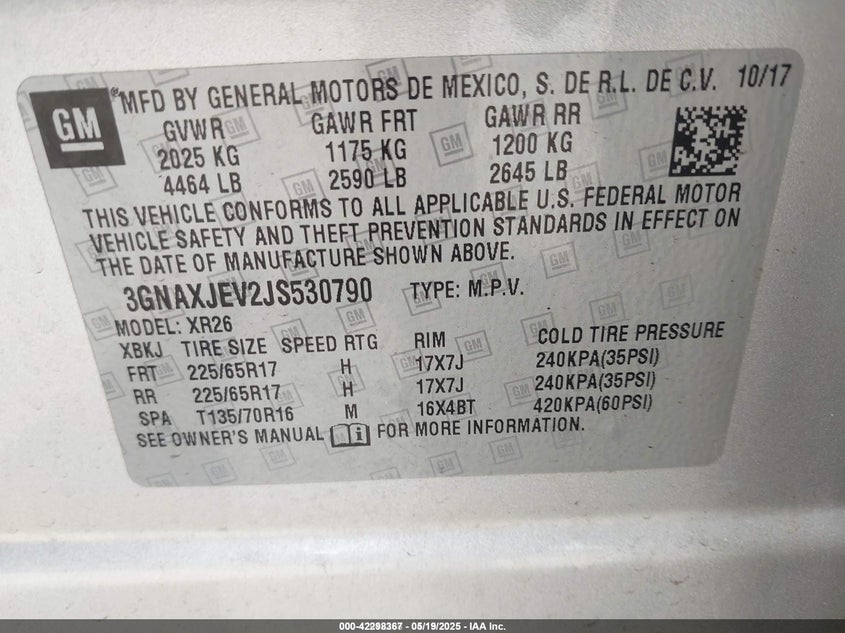 GM
MFD BY GENERAL MOTORS DE MEXICO, S. DE R.L. DE C.V. 10/17
GVWR GAWR FRT GAWR RR
2025 KG 1175 KG 1200 KG
4464 LB 2590 LB 2645 LB
THIS VEHICLE CONFORMS TO ALL APPLICABLE U.S. FEDERAL MOTOR
VEHICLE SAFETY AND THEFT PREVENTION STANDARDS IN EFFECT ON
THE DATE OF MANUFACTURE SHOWN ABOVE.
3GNAXJEV2JS530790 TYPE: M.P.V.
MODEL: XR26
XBKJ TIRE SIZE SPEED RTG RIM COLD TIRE PRESSURE
FRT 225/65R17 H 17X7J 240KPA(35PSI)
RR 225/65R17 H 17X7J 240KPA(35PSI)
SPA T135/70R16 M 16X4BT 420KPA(60PSI)
SEE OWNER'S MANUAL FOR MORE INFORMATION.
000-42298367 - 05/19/2025 - IAA Inc.